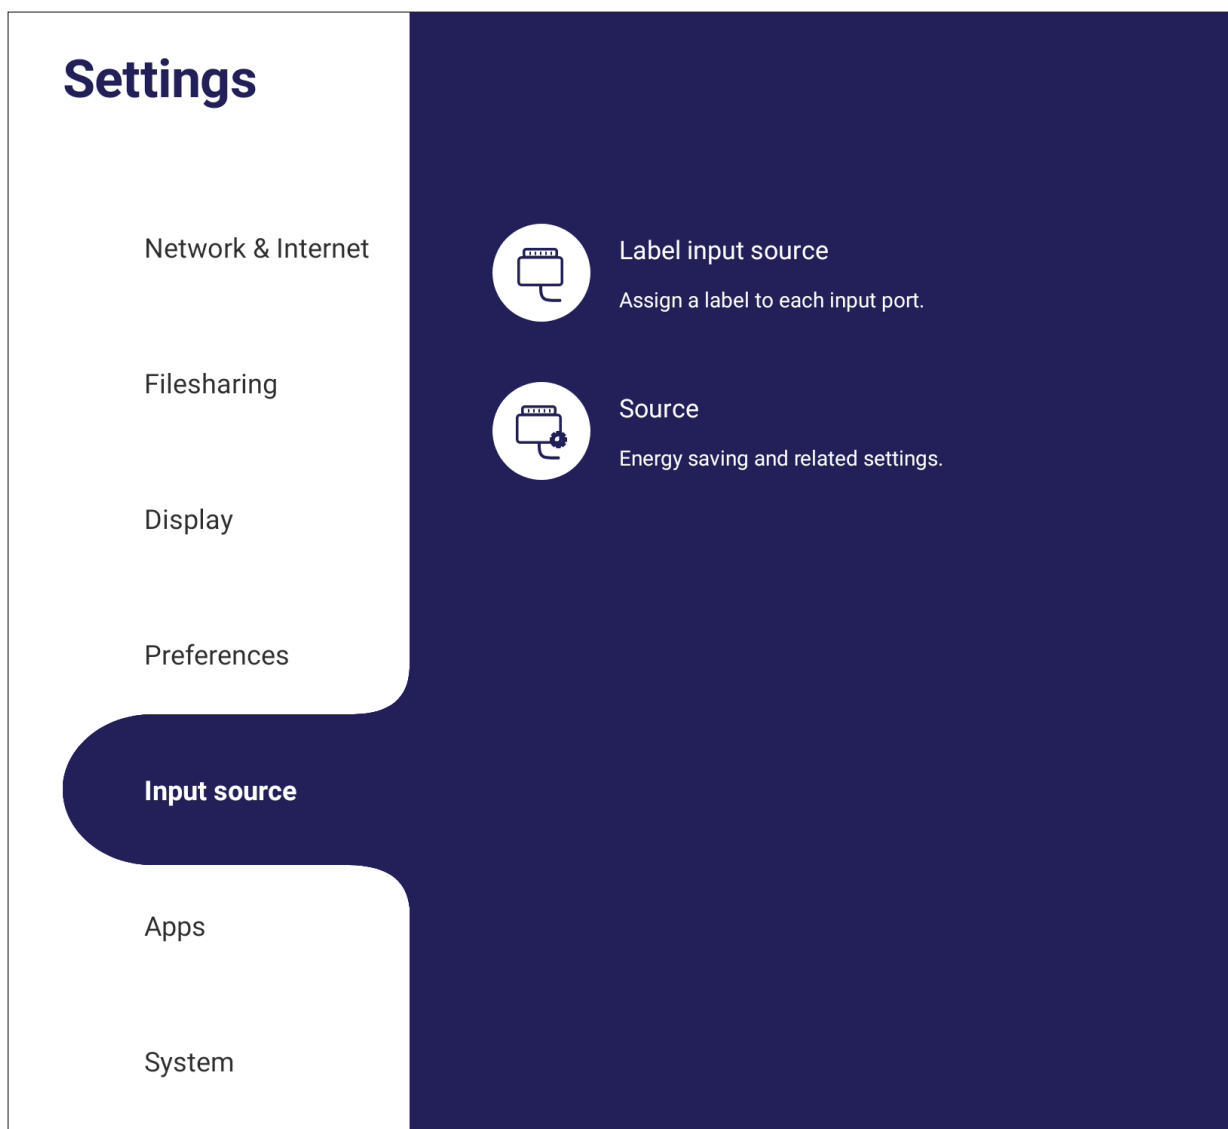 Settings
Network & Internet
Filesharing
Display
Preferences
Input source
Apps
System
Label input source
Assign a label to each input port.
Source
Energy saving and related settings.